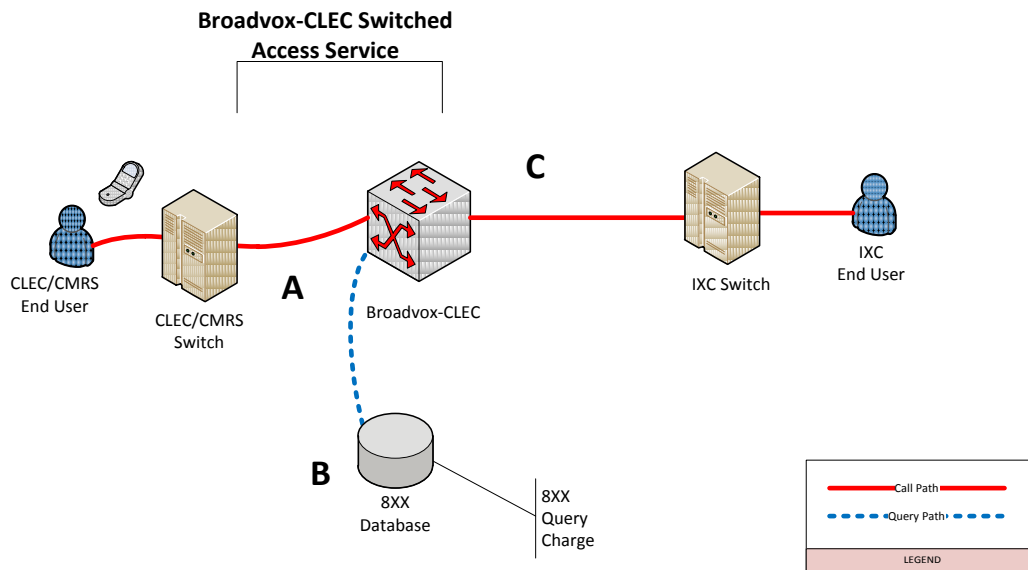 Broadvox-CLEC Switched
Access Service
C
CLEC/CMRS
End User
CLEC/CMRS
Switch
A
Broadvox-CLEC
IXC Switch
IXC
End User
B
8XX
Database
8XX
Query
Charge
Call Path
Query Path
LEGEND